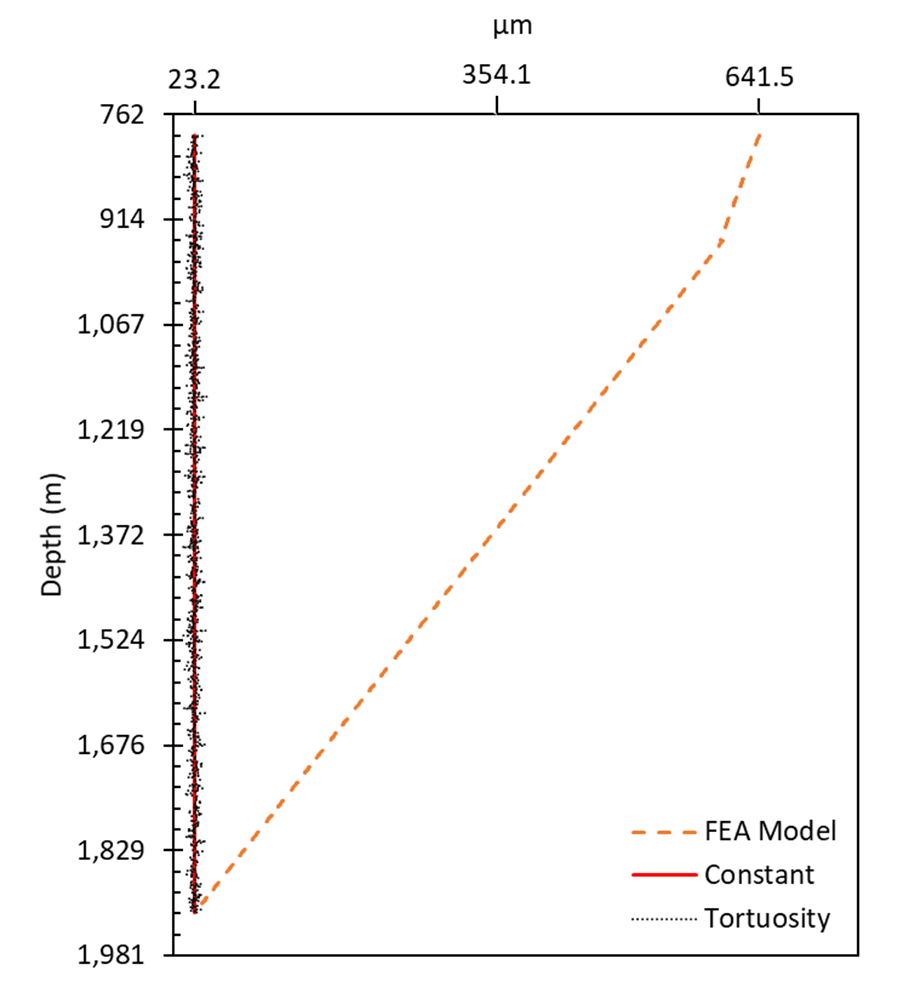 μm
23.2 354.1 641.5
762
914
1,067
1,219
1,372
1,524
1,676
1,829
1,981
Depth (m)
FEA Model
Constant
Tortuosity